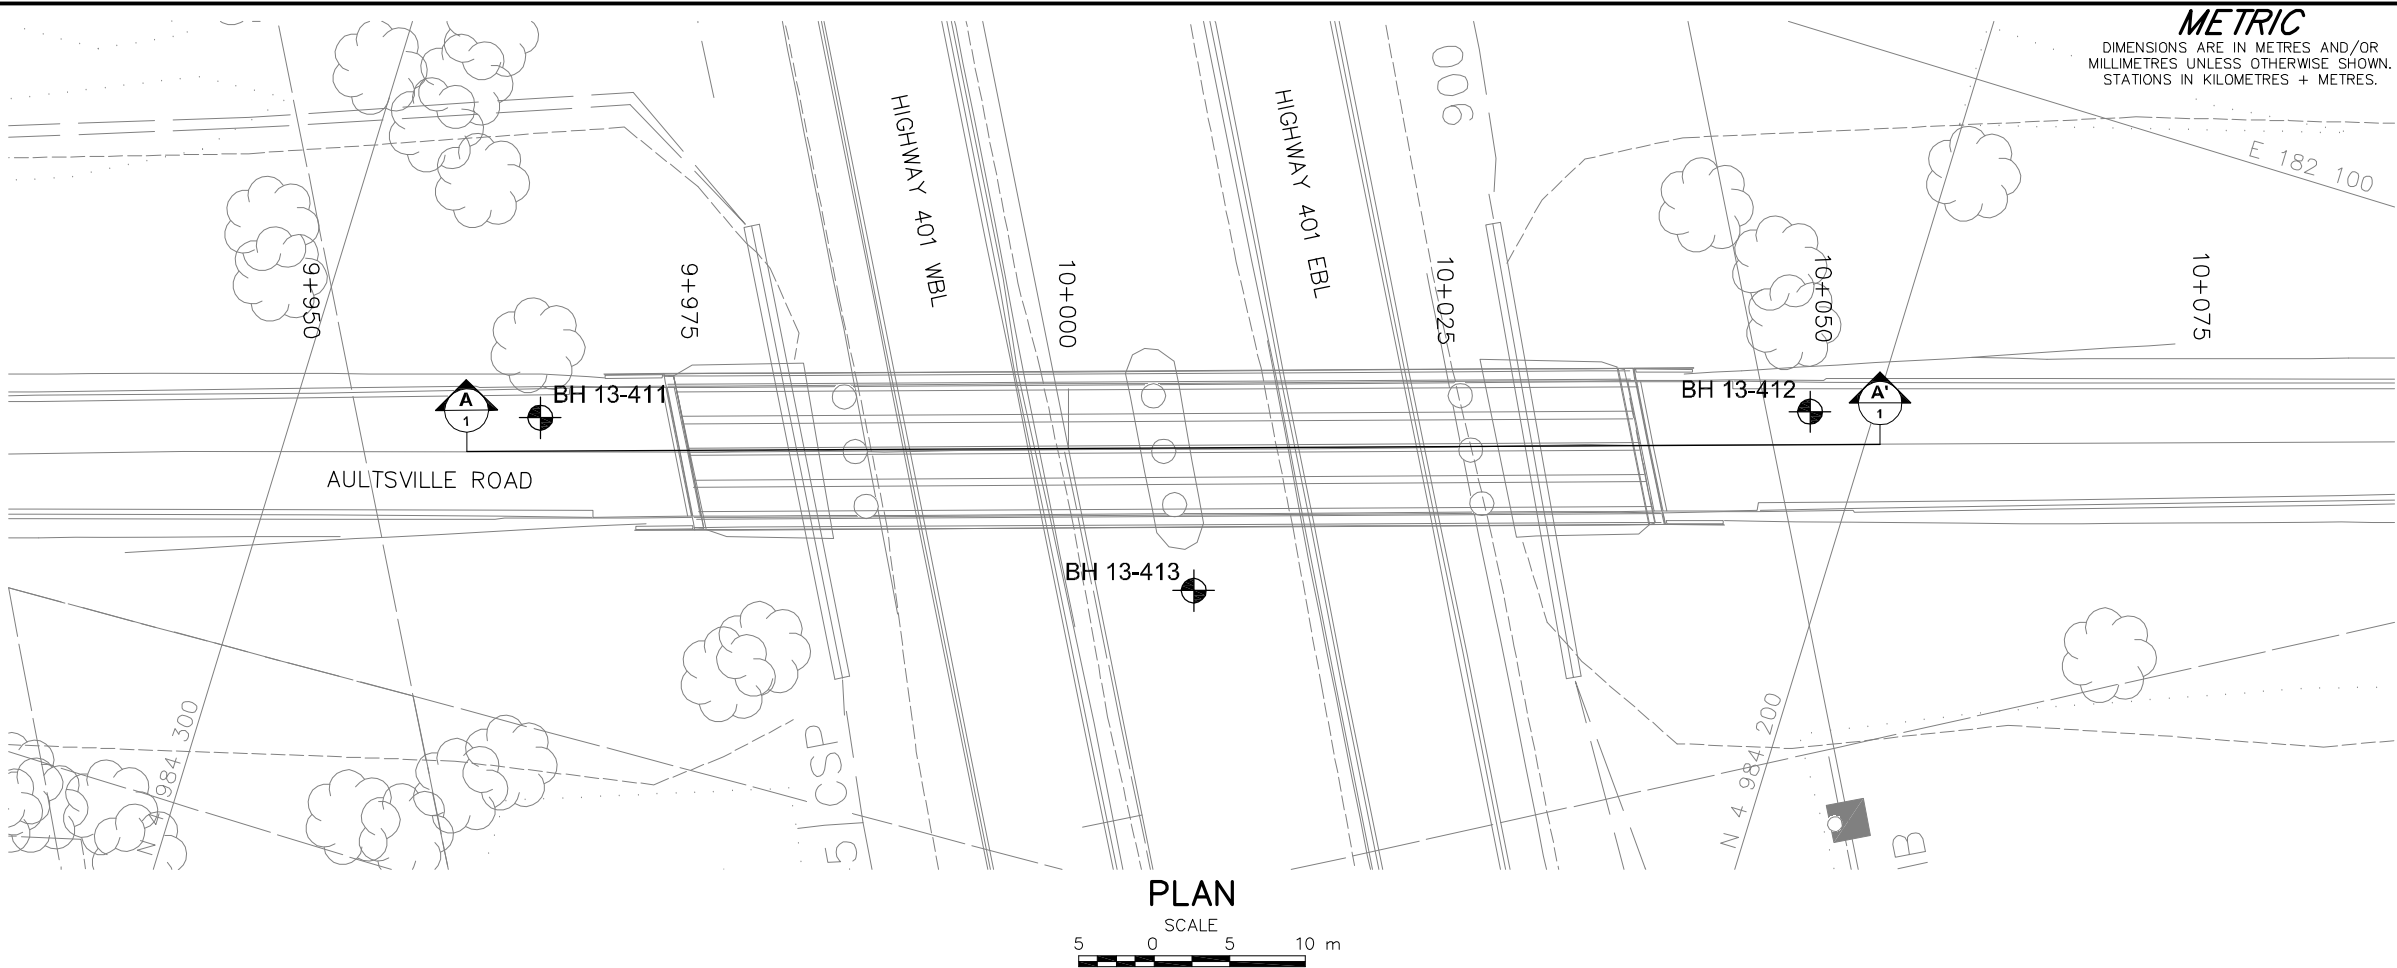 METRIC
DIMENSIONS ARE IN METRES AND/OR
MILLIMETRES UNLESS OTHERWISE SHOWN.
STATIONS IN KILOMETRES + METRES.
HIGHWAY 401 WBL
HIGHWAY 401 EBL
900
E 182 100
9+950
9+975
10+000
10+025
10+050
10+075
A
1
BH 13-411
BH 13-412
A'
1
AULTSVILLE ROAD
BH 13-413
N 4 984 300
5 CSP
N 4 984 200
B
PLAN
SCALE
5 0 5 10 m